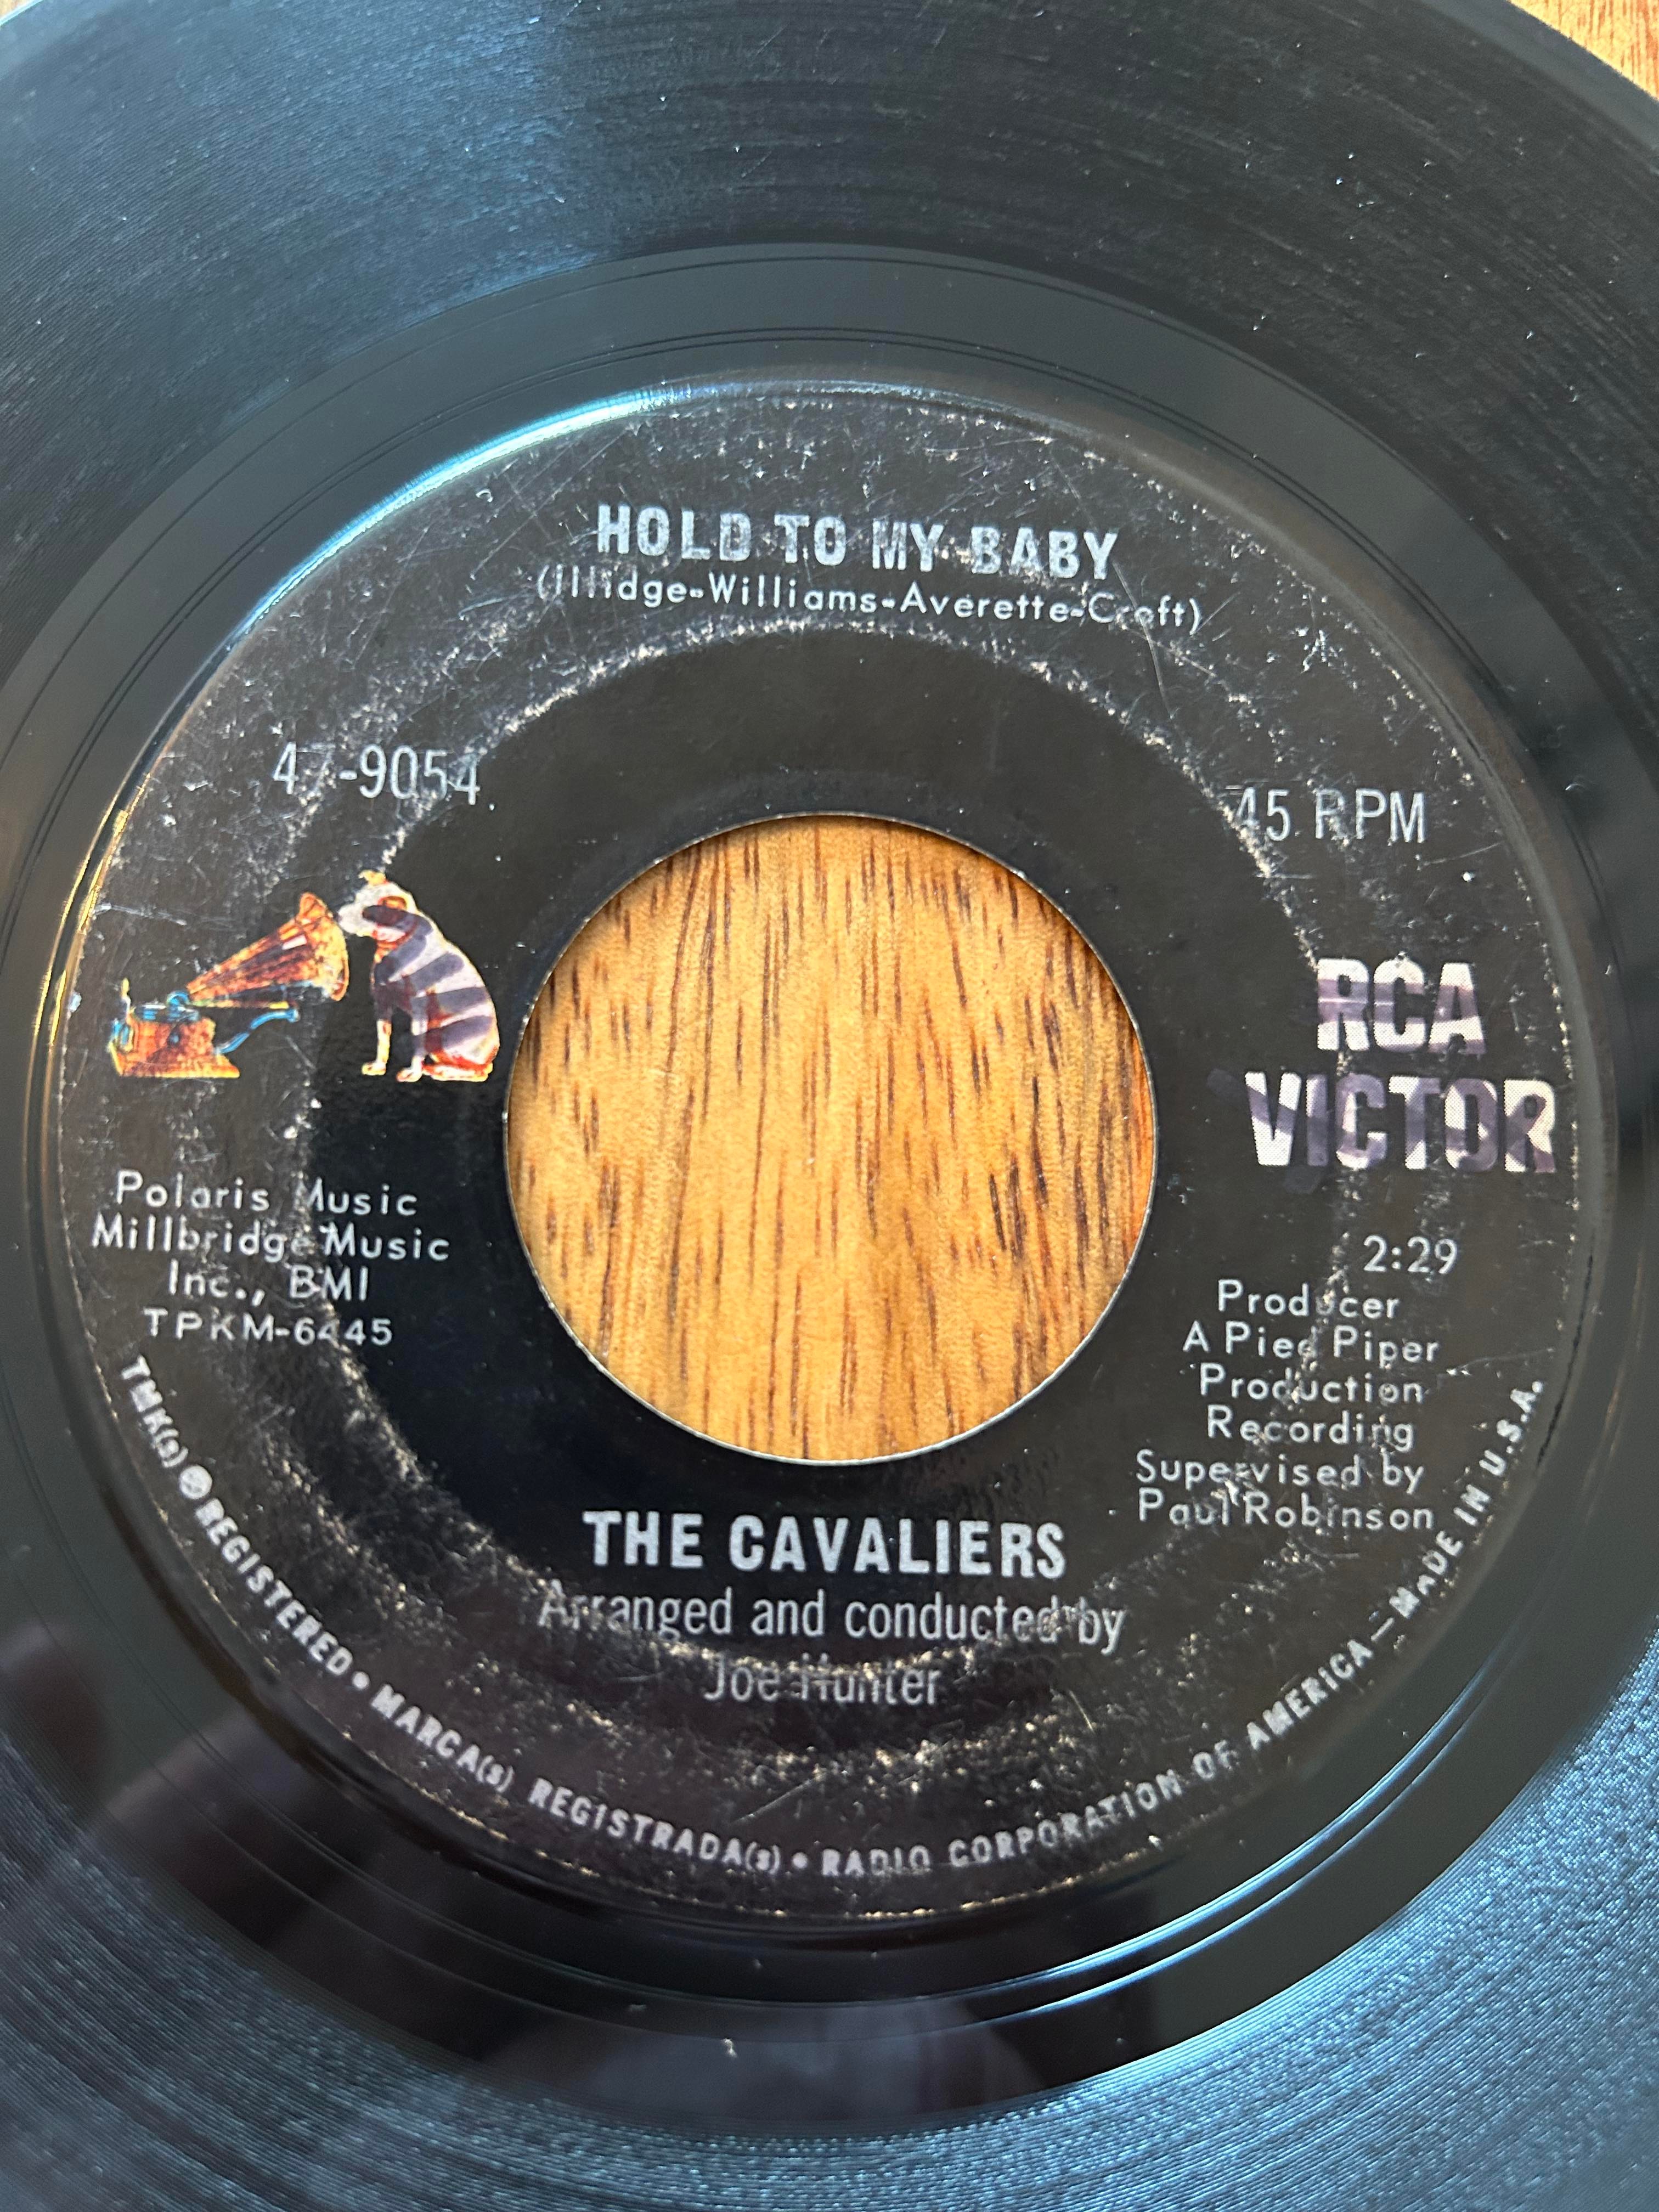 HOLD TO MY BABY
(Illidge-Williams-Averette-Croft)
47-9054
45 RPM
RCA
VICTOR
Polaris Music
Millbridge Music
Inc., BMI
TPKM-6445
2:29
Producer
A Pied Piper
Production
Recording
Supervised by
Paul Robinson
THE CAVALIERS
Arranged and conducted by
Joe Hunter
TMK(s) ® REGISTERED • MARCA(s) REGISTRADA(s) • RADIO CORPORATION OF AMERICA — MADE IN U.S.A.